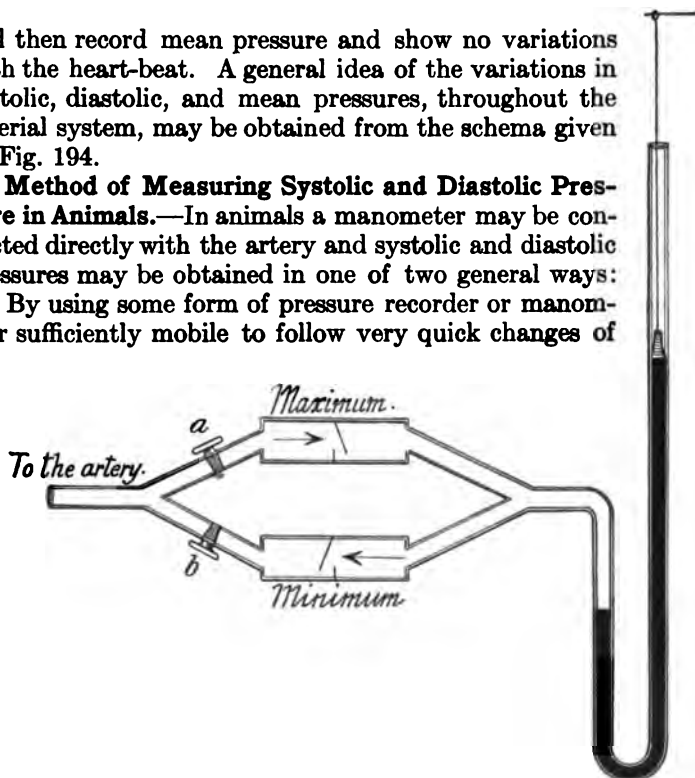 then record mean pressure and show no variations
the heart-beat. A general idea of the variations in
tolic, diastolic, and mean pressures, throughout the
erial system, may be obtained from the schema given
Fig. 194.
Method of Measuring Systolic and Diastolic Pres-
re in Animals.—In animals a manometer may be con-
ted directly with the artery and systolic and diastolic
ssures may be obtained in one of two general ways:
By using some form of pressure recorder or manom-
r sufficiently mobile to follow very quick changes of
Maximum.
a
To the artery.
b
Minimum